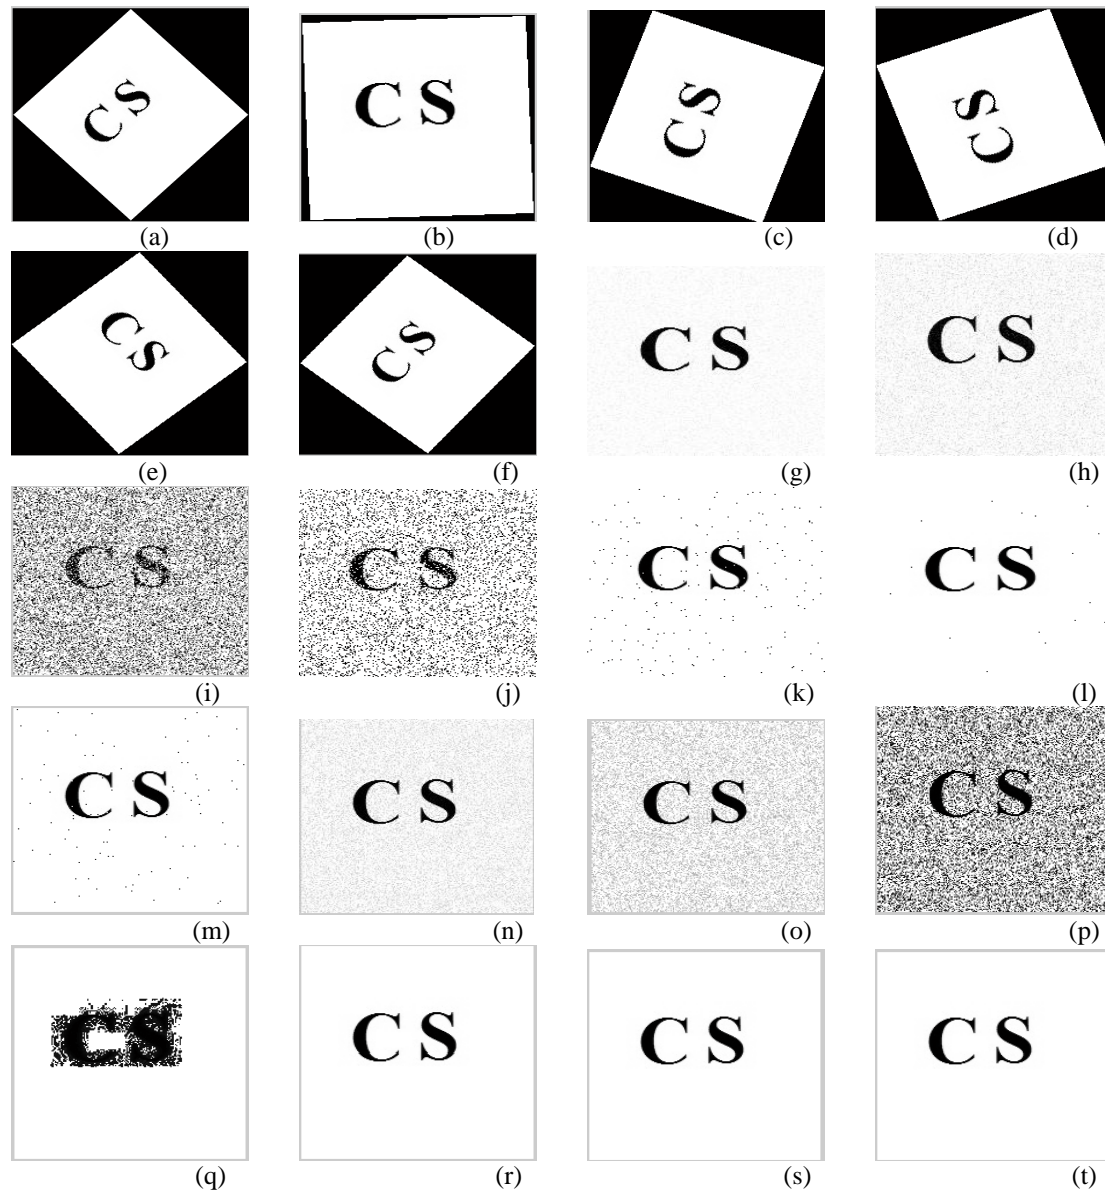 CS CS CS CS
(a) (b) (c) (d)
CS CS CS CS
(e) (f) (g) (h)
CS CS CS CS
(i) (j) (k) (l)
CS CS CS CS
(m) (n) (o) (p)
CS CS CS CS
(q) (r) (s) (t)